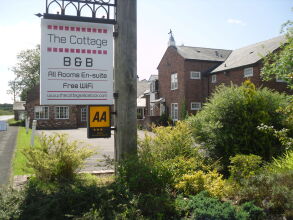 The Cottage
B & B
All Rooms En-suite
Free WiFi
AA